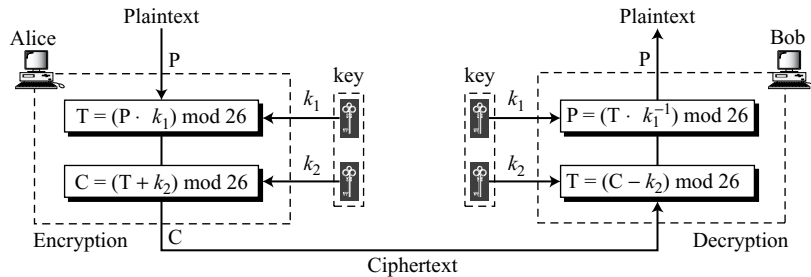 Plaintext
Plaintext
Alice
Bob
P
P
key
key
k₁
k₁
T = (P · k₁) mod 26
P = (T · k₁⁻¹) mod 26
k₂
k₂
C = (T + k₂) mod 26
T = (C − k₂) mod 26
Encryption
C
Decryption
Ciphertext